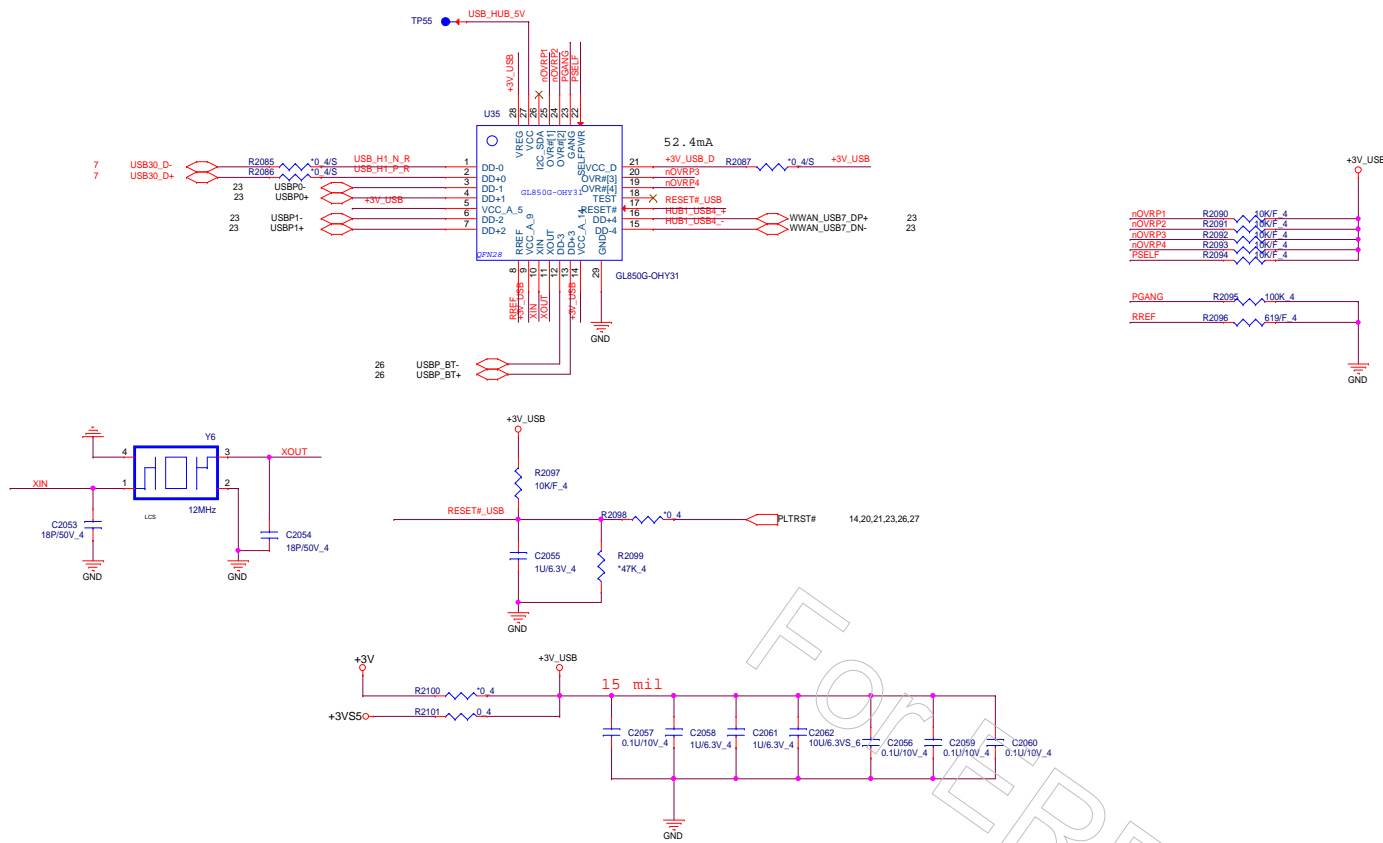 TP55
USB_HUB_5V
+3V_USB
nOVRP1
nOVRP2
PGANG
PSELF
U35
28
27
26
25
24
23
22
VREG
VCC
I2C_SDA
OVR#[1]
OVR#[2]
GANG
SELFPWR
52.4mA
7 USB30_D- R2085 *0_4/S USB_H1_N_R 1 DD-0
7 USB30_D+ R2086 *0_4/S USB_H1_P_R 2 DD+0
23 USBP0- 3 DD-1
23 USBP0+ 4 DD+1
+3V_USB 5 VCC_A_5
23 USBP1- 6 DD-2
23 USBP1+ 7 DD+2
GL850G-OHY31
QFN28
VCC_D 21 +3V_USB_D R2087 *0_4/S +3V_USB
OVR#[3] 20 nOVRP3
OVR#[4] 19 nOVRP4
TEST 18
RESET# 17 RESET#_USB
DD+4 16 HUB1_USB4_+ WWAN_USB7_DP+ 23
DD-4 15 HUB1_USB4_- WWAN_USB7_DN- 23
RREF
VCC_A_9
XIN
XOUT
DD-3
DD+3
VCC_A_14
GND
8
9
10
11
12
13
14
29
GL850G-OHY31
RREF
+3V_USB
XIN
XOUT
+3V_USB
GND
26 USBP_BT-
26 USBP_BT+
+3V_USB
nOVRP1 R2090 10K/F_4
nOVRP2 R2091 10K/F_4
nOVRP3 R2092 10K/F_4
nOVRP4 R2093 10K/F_4
PSELF R2094 10K/F_4
PGANG R2095 100K_4
RREF R2096 619/F_4
GND
Y6
4
3
XOUT
XIN
1
2
LCS
12MHz
C2053
18P/50V_4
C2054
18P/50V_4
GND
GND
+3V_USB
R2097
10K/F_4
RESET#_USB
R2098 *0_4
PLTRST# 14,20,21,23,26,27
C2055
1U/6.3V_4
R2099
*47K_4
GND
+3V
+3V_USB
15 mil
R2100 *0_4
+3VS5 R2101 0_4
C2057
0.1U/10V_4
C2058
1U/6.3V_4
C2061
1U/6.3V_4
C2062
10U/6.3VS_6
C2056
0.1U/10V_4
C2059
0.1U/10V_4
C2060
0.1U/10V_4
GND
For